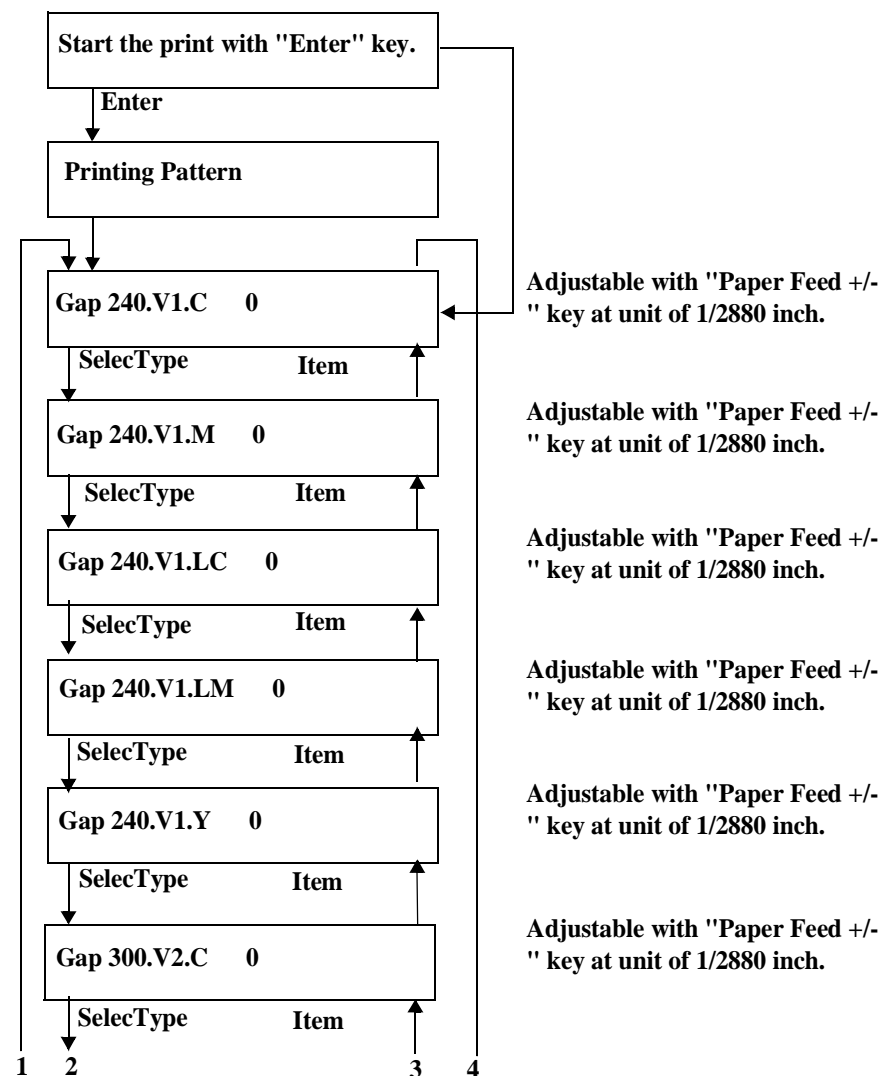 Start the print with "Enter" key.
Enter
Printing Pattern
Gap 240.V1.C 0
Adjustable with "Paper Feed +/-
" key at unit of 1/2880 inch.
SelecType Item
Gap 240.V1.M 0
Adjustable with "Paper Feed +/-
" key at unit of 1/2880 inch.
SelecType Item
Gap 240.V1.LC 0
Adjustable with "Paper Feed +/-
" key at unit of 1/2880 inch.
SelecType Item
Gap 240.V1.LM 0
Adjustable with "Paper Feed +/-
" key at unit of 1/2880 inch.
SelecType Item
Gap 240.V1.Y 0
Adjustable with "Paper Feed +/-
" key at unit of 1/2880 inch.
SelecType Item
Gap 300.V2.C 0
Adjustable with "Paper Feed +/-
" key at unit of 1/2880 inch.
SelecType Item
1 2 3 4